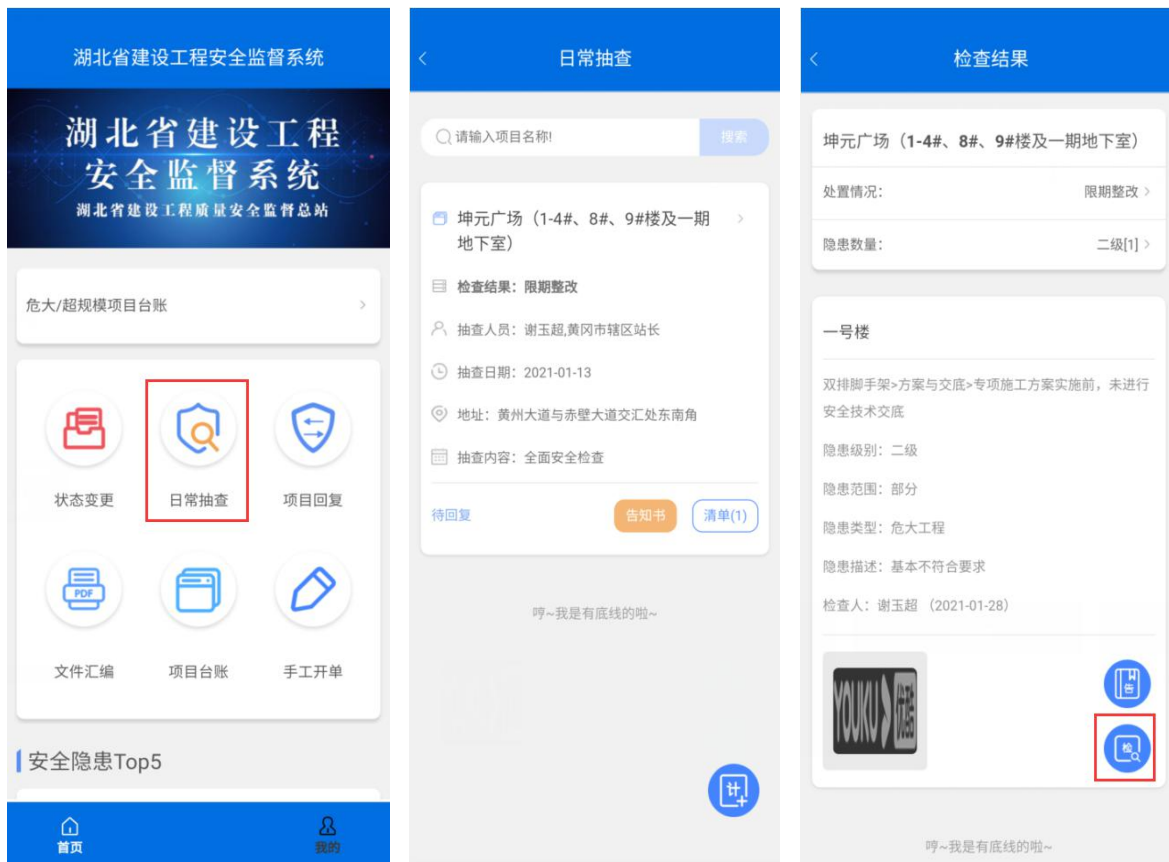 湖北省建设工程安全监督系统
湖北省建设工程
安全监督系统
湖北省建设工程质量安全监督总站
危大/超规模项目台账
状态变更
日常抽查
项目回复
PDF
文件汇编
项目台账
手工开单
安全隐患Top5
首页
我的
日常抽查
请输入项目名称!
搜索
坤元广场（1-4#、8#、9#楼及一期
地下室）
检查结果：限期整改
抽查人员：谢玉超,黄冈市辖区站长
抽查日期：2021-01-13
地址：黄州大道与赤壁大道交汇处东南角
抽查内容：全面安全检查
待回复
告知书
清单(1)
哼~我是有底线的啦~
计
检查结果
坤元广场（1-4#、8#、9#楼及一期地下室）
处置情况：
限期整改
隐患数量：
二级[1]
一号楼
双排脚手架>方案与交底>专项施工方案实施前，未进行
安全技术交底
隐患级别：二级
隐患范围：部分
隐患类型：危大工程
隐患描述：基本不符合要求
检查人：谢玉超 （2021-01-28）
YOUKU 优酷
告
检
哼~我是有底线的啦~